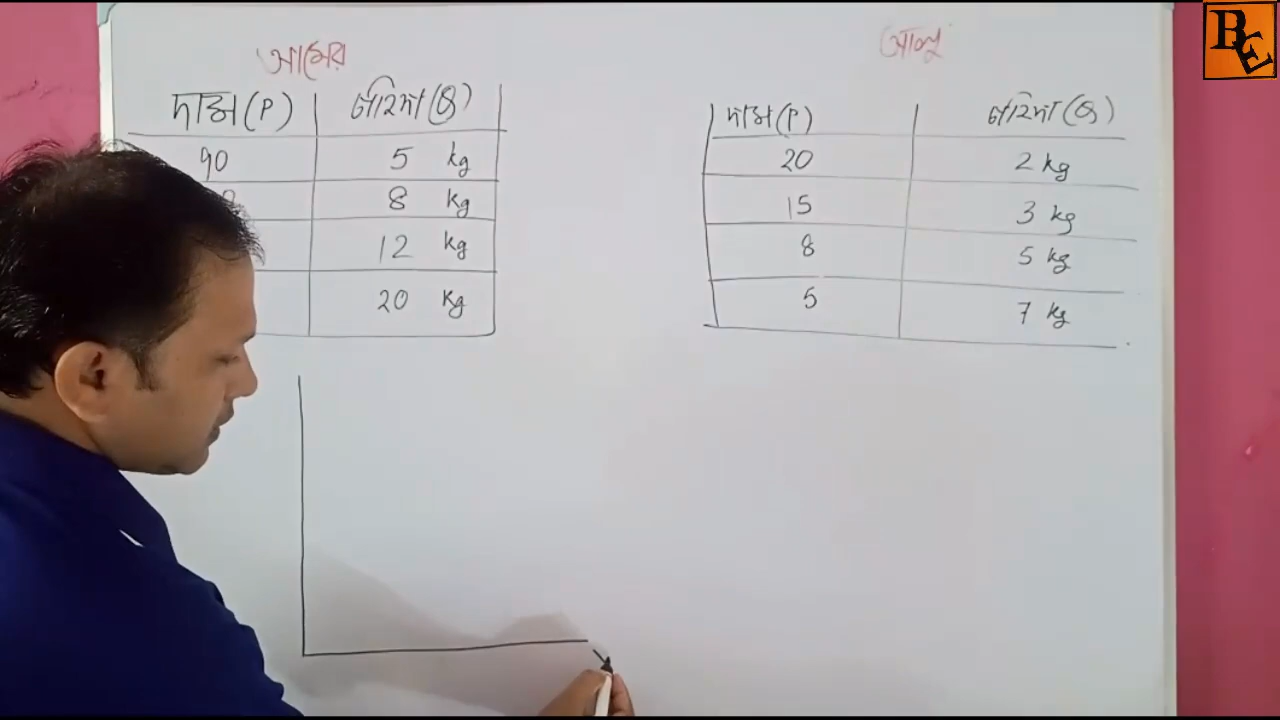 আমের
দাম (P) চাহিদা (Q)
90 5 kg
8 kg
12 kg
20 kg
আলু
দাম (P) চাহিদা (Q)
20 2 kg
15 3 kg
8 5 kg
5 7 kg
BE